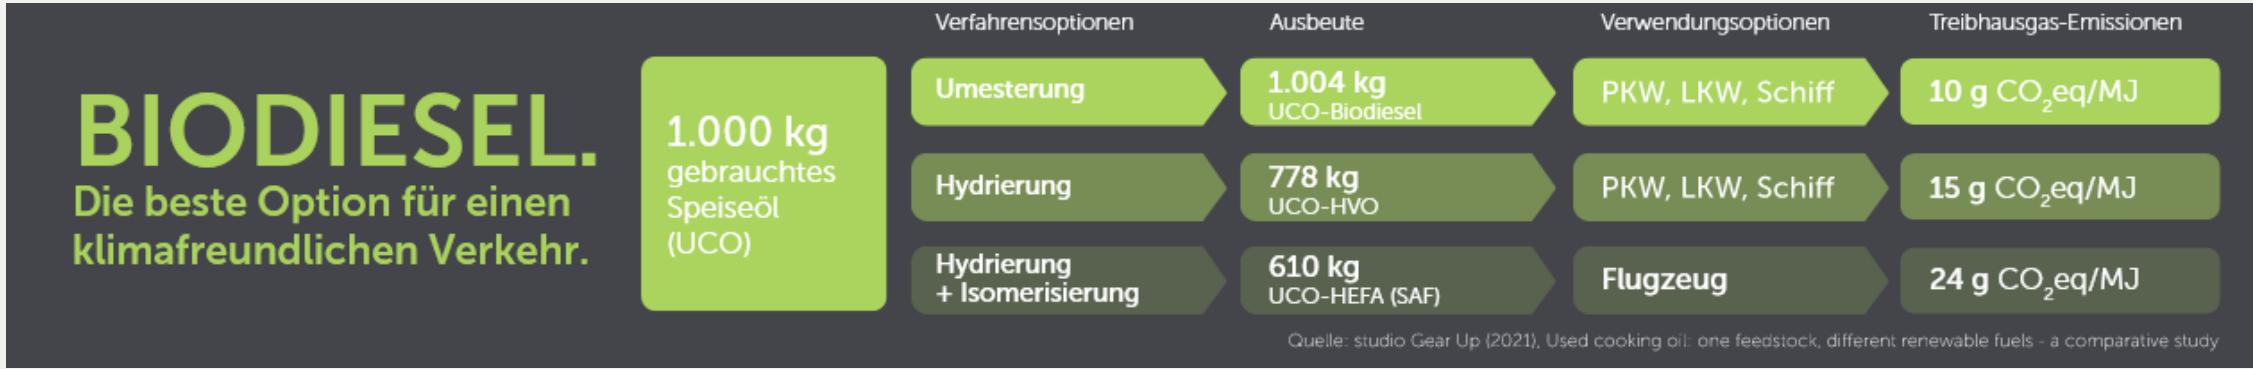 BIODIESEL.
Die beste Option für einen
klimafreundlichen Verkehr.
1.000 kg
gebrauchtes
Speiseöl
(UCO)
Verfahrensoptionen
Ausbeute
Verwendungsoptionen
Treibhausgas-Emissionen
Umesterung
1.004 kg
UCO-Biodiesel
PKW, LKW, Schiff
10 g CO₂eq/MJ
Hydrierung
778 kg
UCO-HVO
PKW, LKW, Schiff
15 g CO₂eq/MJ
Hydrierung
+ Isomerisierung
610 kg
UCO-HEFA (SAF)
Flugzeug
24 g CO₂eq/MJ
Quelle: studio Gear Up (2021), Used cooking oil: one feedstock, different renewable fuels - a comparative study